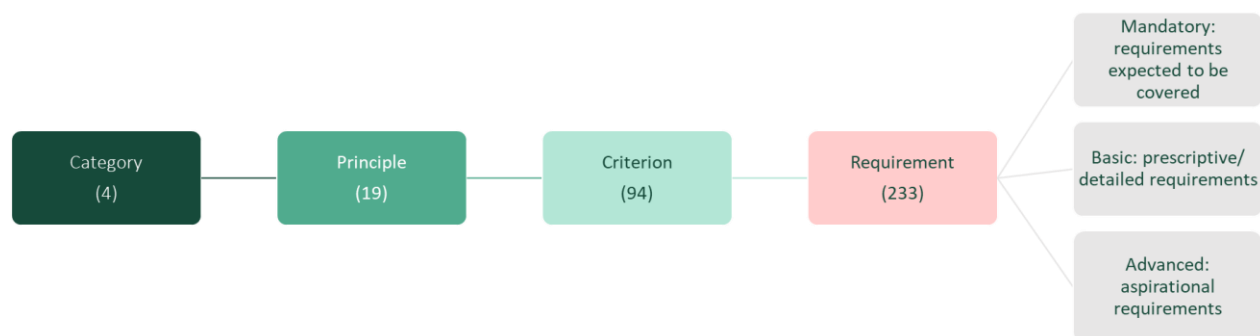 Category
(4)
Principle
(19)
Criterion
(94)
Requirement
(233)
Mandatory:
requirements
expected to be
covered
Basic: prescriptive/
detailed requirements
Advanced:
aspirational
requirements